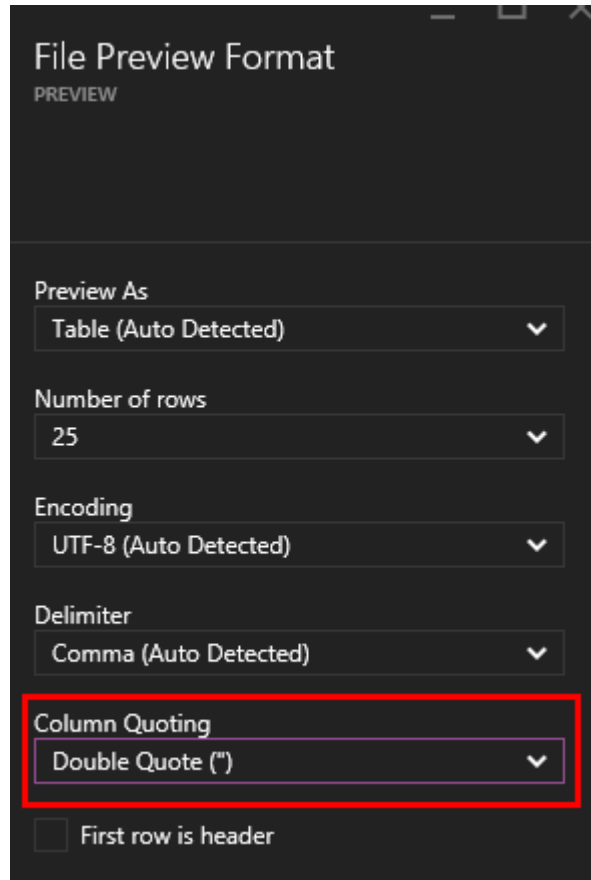 File Preview Format
PREVIEW
Preview As
Table (Auto Detected)
Number of rows
25
Encoding
UTF-8 (Auto Detected)
Delimiter
Comma (Auto Detected)
Column Quoting
Double Quote (")
First row is header